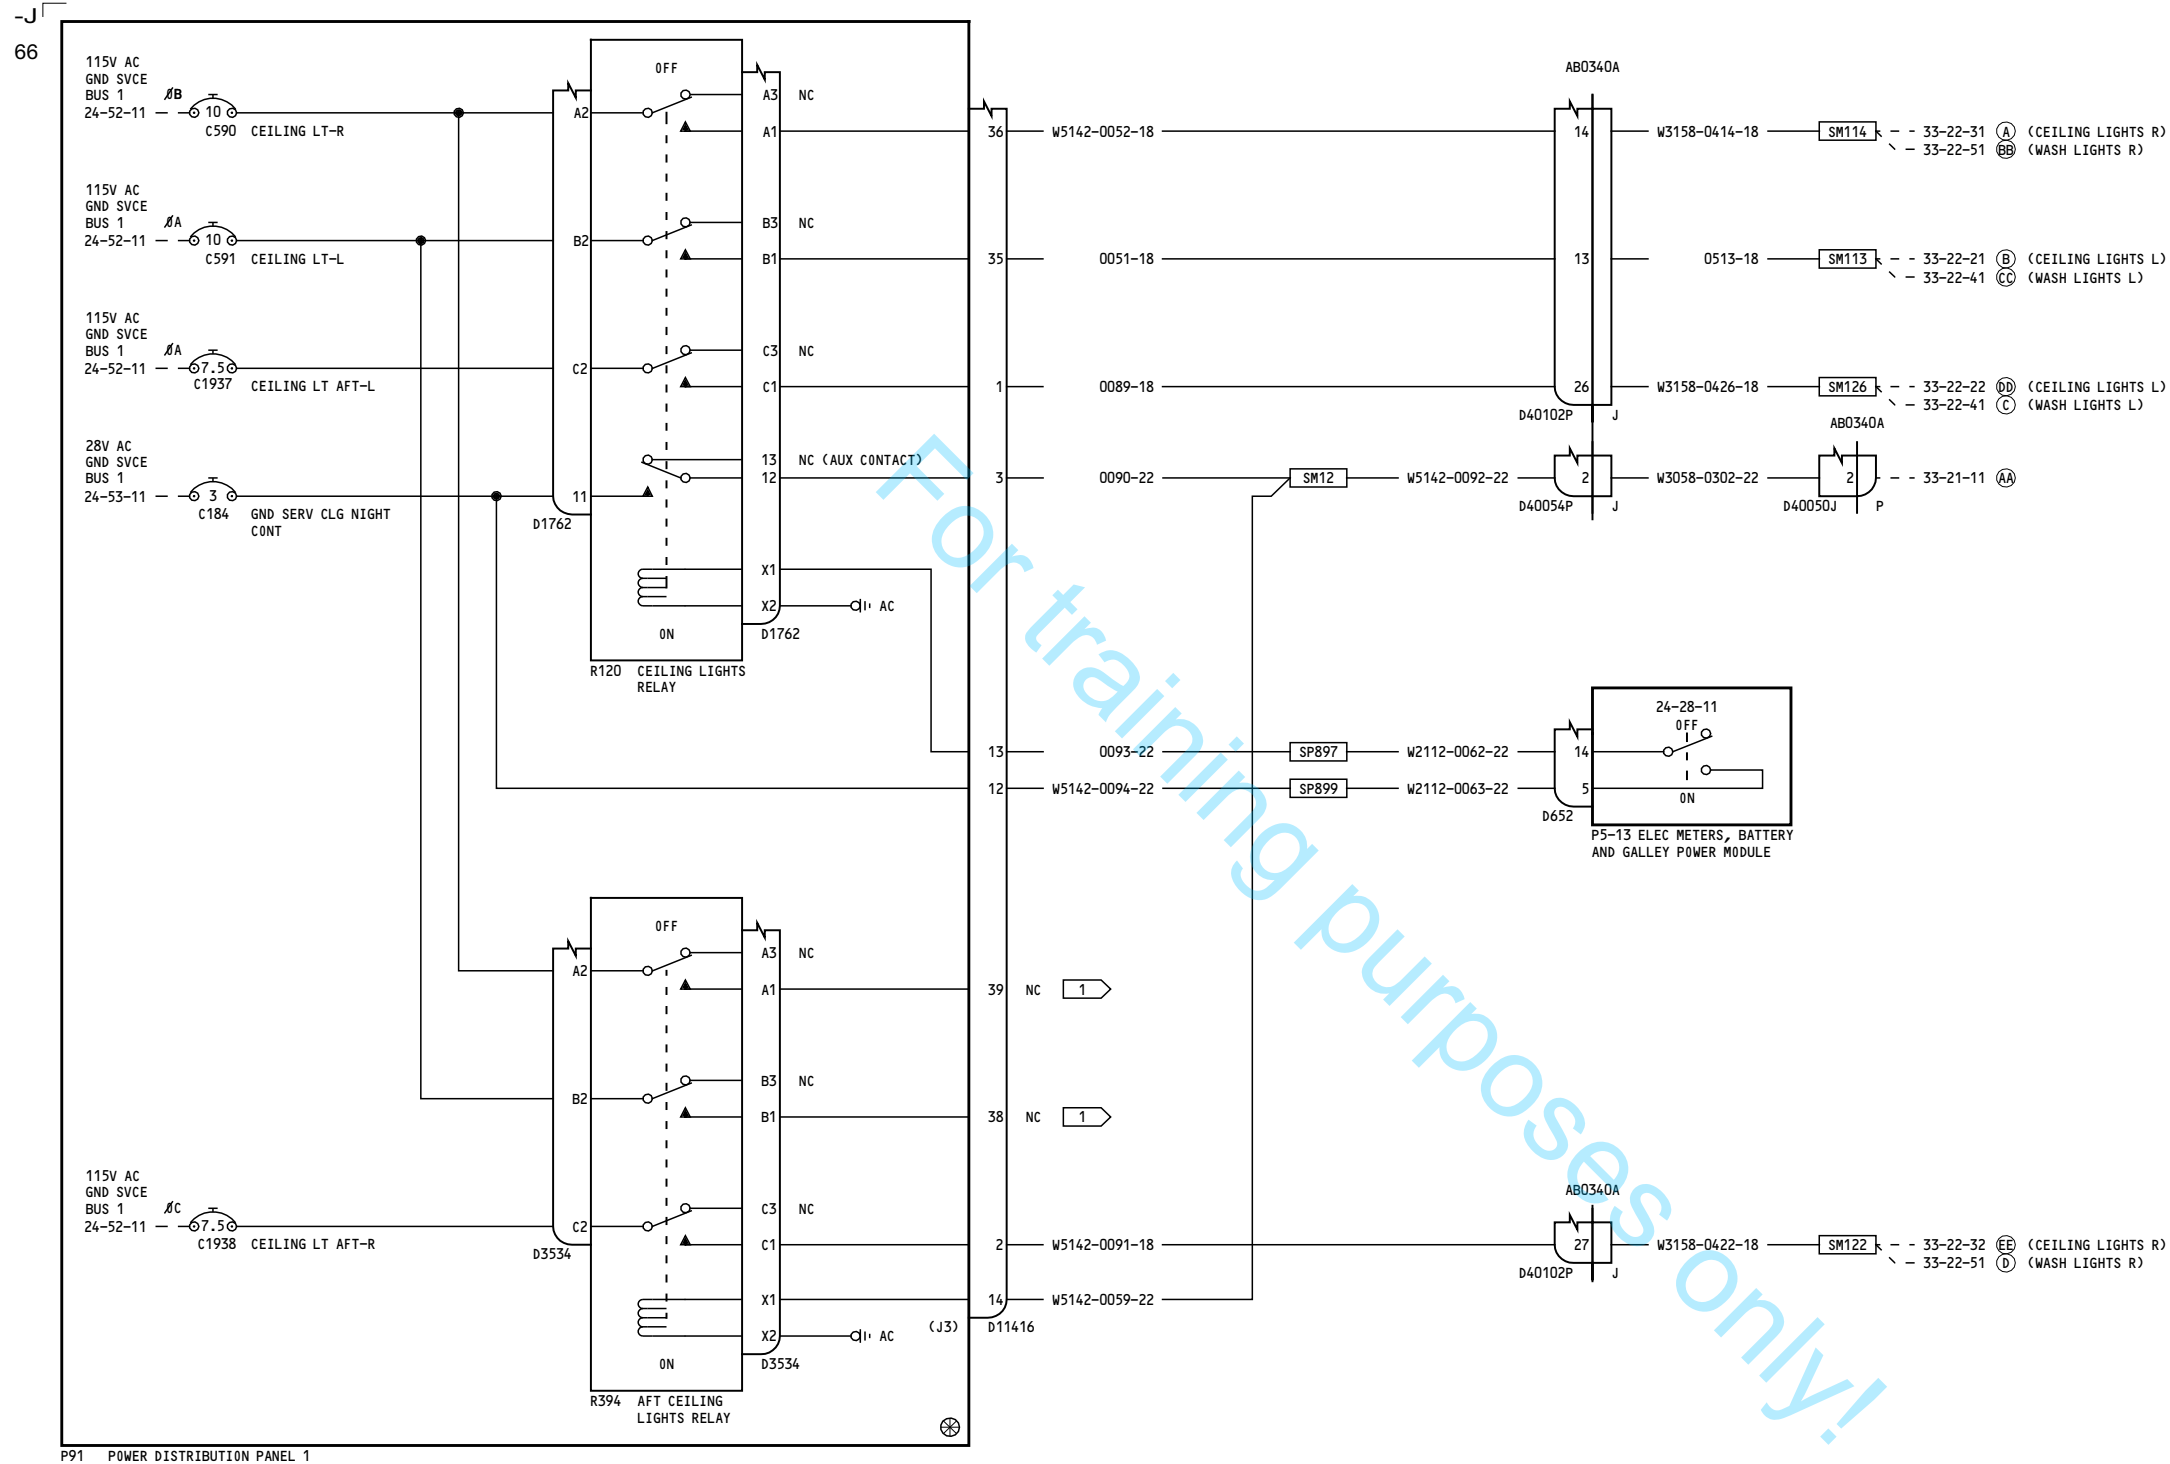 -J
66
115V AC
GND SVCE
BUS 1 ØB
24-52-11
10
C590 CEILING LT-R
115V AC
GND SVCE
BUS 1 ØA
24-52-11
10
C591 CEILING LT-L
115V AC
GND SVCE
BUS 1 ØA
24-52-11
7.5
C1937 CEILING LT AFT-L
28V AC
GND SVCE
BUS 1
24-53-11
3
C184 GND SERV CLG NIGHT
CONT
115V AC
GND SVCE
BUS 1 ØC
24-52-11
7.5
C1938 CEILING LT AFT-R
A2
B2
C2
11
D1762
OFF
ON
R120 CEILING LIGHTS
RELAY
A3 NC
A1
B3 NC
B1
C3 NC
C1
13 NC (AUX CONTACT)
12
X1
X2 AC
D1762
A2
B2
C2
D3534
OFF
ON
R394 AFT CEILING
LIGHTS RELAY
A3 NC
A1
B3 NC
B1
C3 NC
C1
X1
X2 AC
D3534
P91 POWER DISTRIBUTION PANEL 1
(J3) D11416
AB0340A
36 W5142-0052-18 14 W3158-0414-18 SM114 33-22-31 A (CEILING LIGHTS R)
33-22-51 BB (WASH LIGHTS R)
35 0051-18 13 0513-18 SM113 33-22-21 B (CEILING LIGHTS L)
33-22-41 CC (WASH LIGHTS L)
1 0089-18 26 W3158-0426-18 SM126 33-22-22 DD (CEILING LIGHTS L)
33-22-41 C (WASH LIGHTS L)
D40102P J
AB0340A
3 0090-22 SM12 W5142-0092-22 2 W3058-0302-22 2 33-21-11 AA
D40054P J D40050J P
13 0093-22 SP897 W2112-0062-22 14
12 W5142-0094-22 SP899 W2112-0063-22 5
D652
24-28-11
OFF
ON
P5-13 ELEC METERS, BATTERY
AND GALLEY POWER MODULE
39 NC 1
38 NC 1
AB0340A
2 W5142-0091-18 27 W3158-0422-18 SM122 33-22-32 EE (CEILING LIGHTS R)
33-22-51 D (WASH LIGHTS R)
D40102P J
14 W5142-0059-22
For training purposes only!